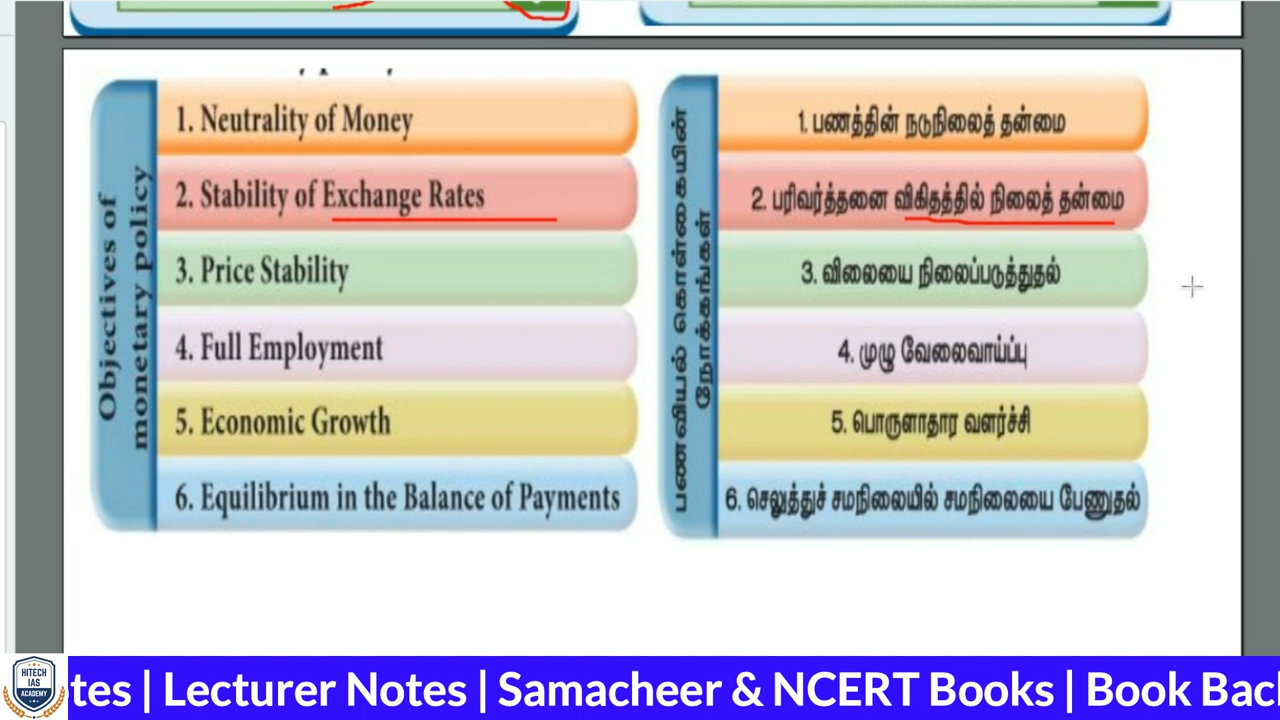 Objectives of
monetary policy
1. Neutrality of Money
2. Stability of Exchange Rates
3. Price Stability
4. Full Employment
5. Economic Growth
6. Equilibrium in the Balance of Payments
பணவியல் கொள்கையின்
நோக்கங்கள்
1. பணத்தின் நடுநிலைத் தன்மை
2. பரிவர்த்தனை விகிதத்தில் நிலைத் தன்மை
3. விலையை நிலைப்படுத்துதல்
4. முழு வேலைவாய்ப்பு
5. பொருளாதார வளர்ச்சி
6. செலுத்துச் சமநிலையில் சமநிலையை பேணுதல்
HITECH
IAS
ACADEMY
tes | Lecturer Notes | Samacheer & NCERT Books | Book Bac